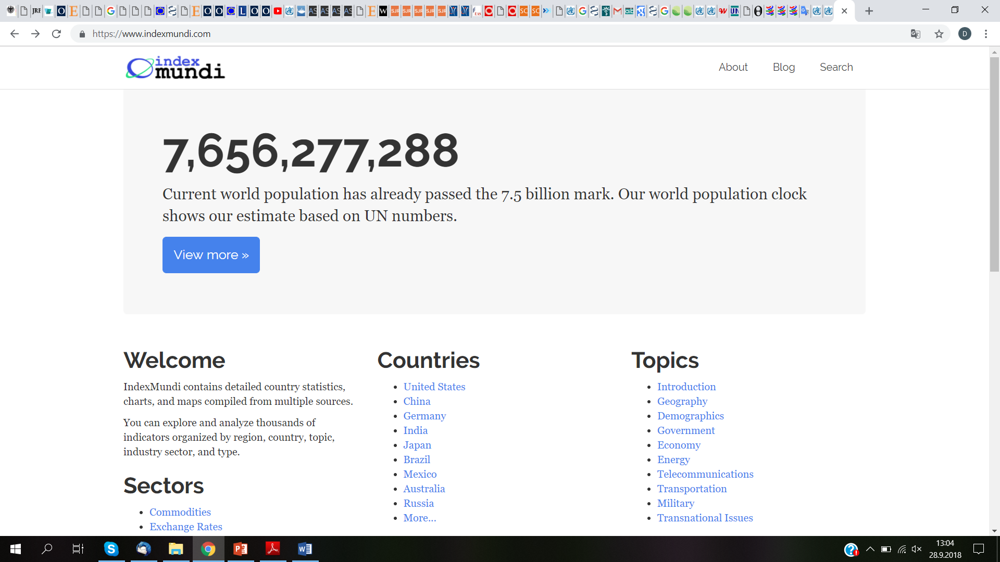 https://www.indexmundi.com
D
index
mundi
About Blog Search
7,656,277,288
Current world population has already passed the 7.5 billion mark. Our world population clock
shows our estimate based on UN numbers.
View more »
Welcome
IndexMundi contains detailed country statistics,
charts, and maps compiled from multiple sources.
You can explore and analyze thousands of
indicators organized by region, country, topic,
industry sector, and type.
Sectors
Commodities
Exchange Rates
Countries
United States
China
Germany
India
Japan
Brazil
Mexico
Australia
Russia
More...
Topics
Introduction
Geography
Demographics
Government
Economy
Energy
Telecommunications
Transportation
Military
Transnational Issues
13:04
28.9.2018